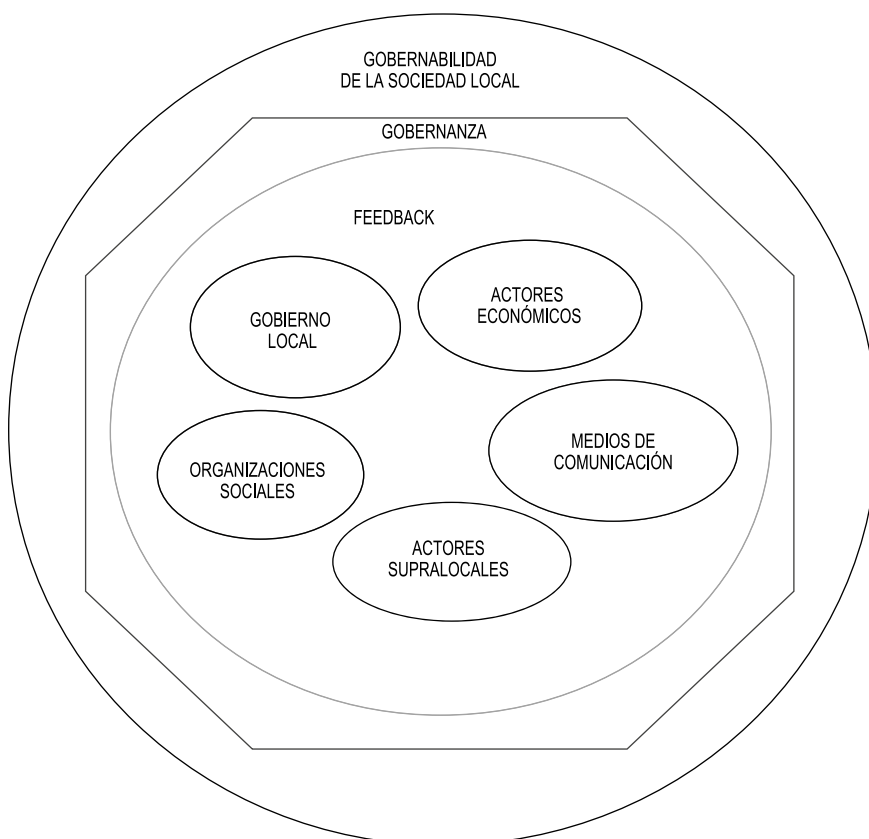 GOBERNABILIDAD
DE LA SOCIEDAD LOCAL
GOBERNANZA
FEEDBACK
GOBIERNO
LOCAL
ACTORES
ECONÓMICOS
ORGANIZACIONES
SOCIALES
MEDIOS DE
COMUNICACIÓN
ACTORES
SUPRALOCALES